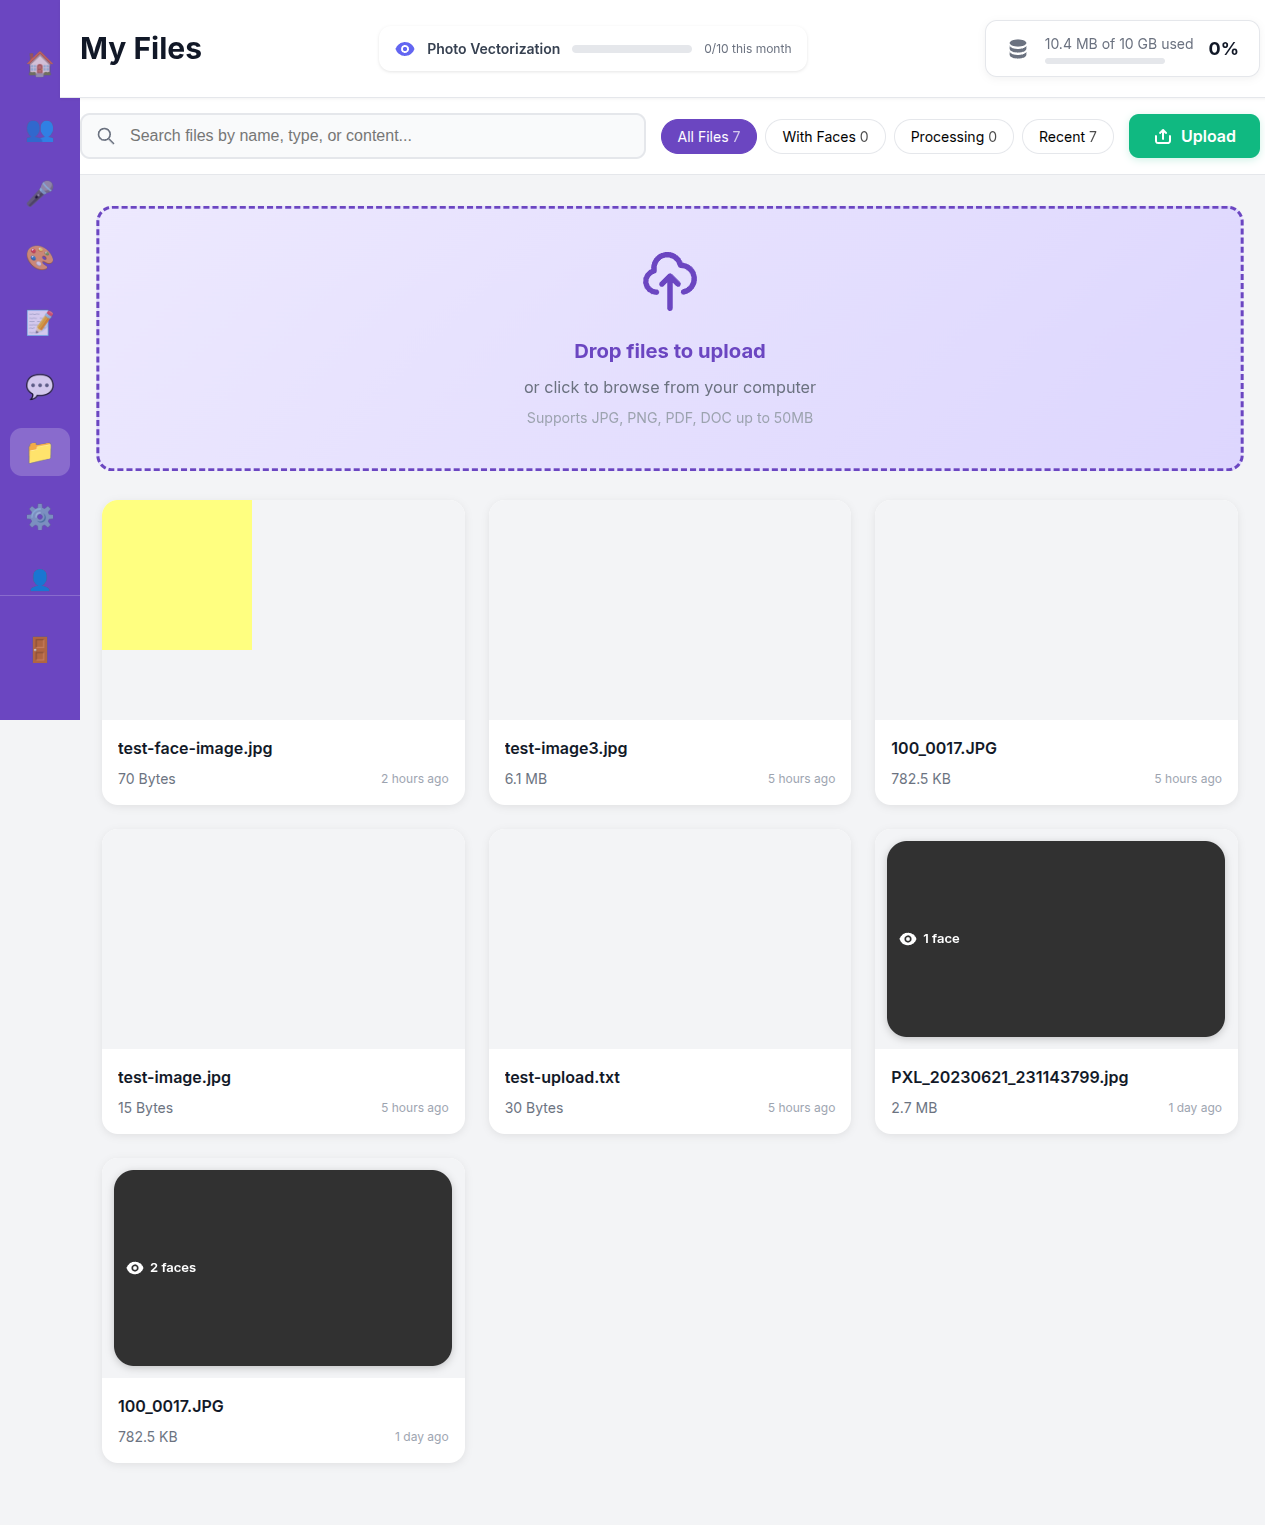 My Files
Photo Vectorization 0/10 this month
10.4 MB of 10 GB used 0%
Search files by name, type, or content...
All Files 7
With Faces 0
Processing 0
Recent 7
Upload
Drop files to upload
or click to browse from your computer
Supports JPG, PNG, PDF, DOC up to 50MB
test-face-image.jpg
70 Bytes 2 hours ago
test-image3.jpg
6.1 MB 5 hours ago
100_0017.JPG
782.5 KB 5 hours ago
test-image.jpg
15 Bytes 5 hours ago
test-upload.txt
30 Bytes 5 hours ago
1 face
PXL_20230621_231143799.jpg
2.7 MB 1 day ago
2 faces
100_0017.JPG
782.5 KB 1 day ago